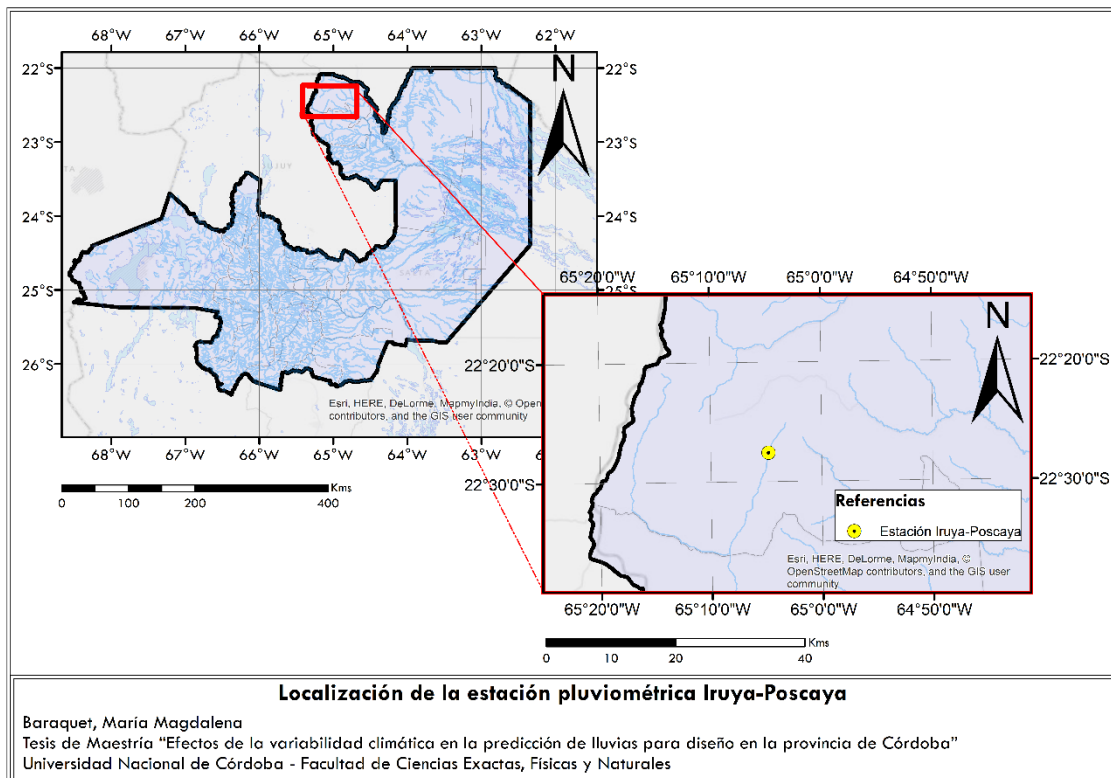 68°W 67°W 66°W 65°W 64°W 63°W 62°W
N
22°S
23°S
24°S
25°S
26°S
22°S
23°S
24°S
25°S
JUJUY
Esri, HERE, DeLorme, MapmyIndia, © Open
contributors, and the GIS user community
68°W 67°W 66°W 65°W 64°W 63°W
0 100 200 400 Kms
65°20'0"W 65°10'0"W 65°0'0"W 64°50'0"W
N
22°20'0"S
22°30'0"S
22°20'0"S
22°30'0"S
Referencias
Estación Iruya-Poscaya
Esri, HERE, DeLorme, MapmyIndia, ©
OpenStreetMap contributors, and the GIS user
community
65°20'0"W 65°10'0"W 65°0'0"W 64°50'0"W
0 10 20 40 Kms
Localización de la estación pluviométrica Iruya-Poscaya
Baraquet, María Magdalena
Tesis de Maestría “Efectos de la variabilidad climática en la predicción de lluvias para diseño en la provincia de Córdoba”
Universidad Nacional de Córdoba - Facultad de Ciencias Exactas, Físicas y Naturales